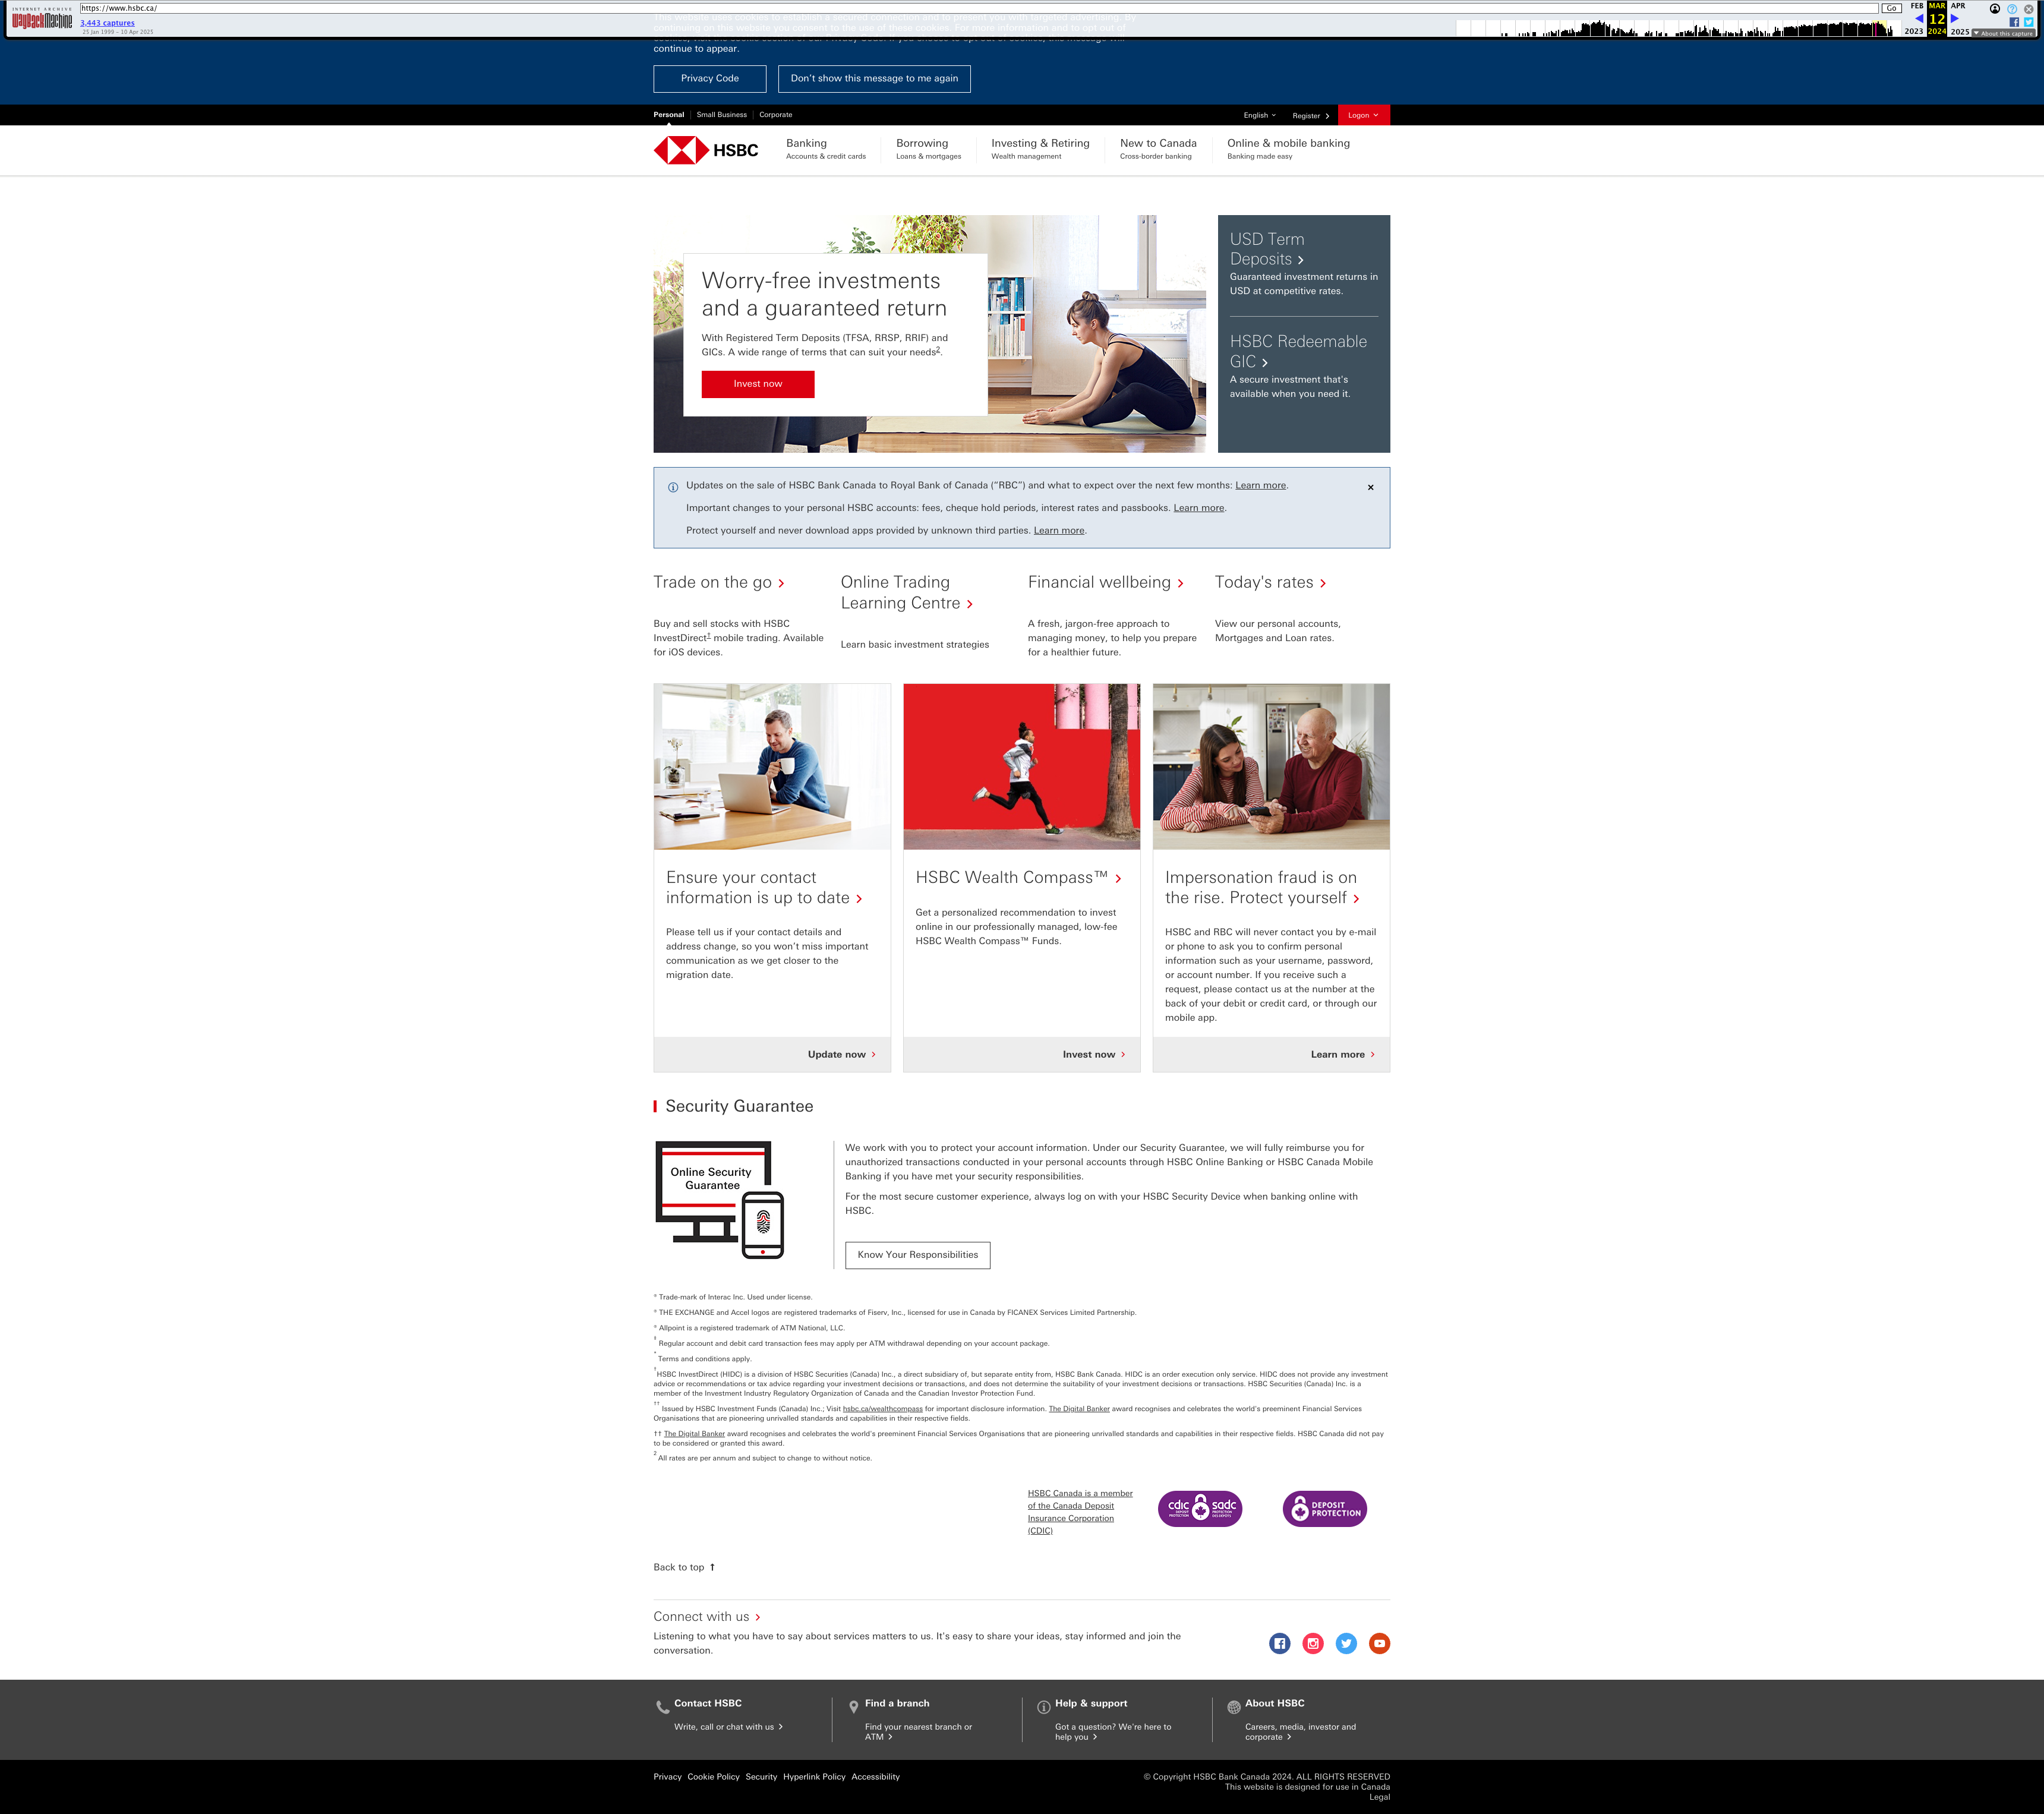 INTERNET ARCHIVE
WayBackMachine
https://www.hsbc.ca/
Go
3,443 captures
25 Jan 1999 – 10 Apr 2025
FEB MAR APR
12
2023 2024 2025
About this capture
This website uses cookies to establish a secured connection and to present you with targeted advertising. By
continuing on this website you consent to the use of these cookies. For more information and to opt out of
continue to appear.
Privacy Code
Don't show this message to me again
Personal
Small Business
Corporate
English
Register
Logon
HSBC
Banking
Accounts & credit cards
Borrowing
Loans & mortgages
Investing & Retiring
Wealth management
New to Canada
Cross-border banking
Online & mobile banking
Banking made easy
Worry-free investments
and a guaranteed return
With Registered Term Deposits (TFSA, RRSP, RRIF) and
GICs. A wide range of terms that can suit your needs2.
Invest now
USD Term
Deposits
Guaranteed investment returns in
USD at competitive rates.
HSBC Redeemable
GIC
A secure investment that's
available when you need it.
Updates on the sale of HSBC Bank Canada to Royal Bank of Canada ("RBC") and what to expect over the next few months: Learn more.
Important changes to your personal HSBC accounts: fees, cheque hold periods, interest rates and passbooks. Learn more.
Protect yourself and never download apps provided by unknown third parties. Learn more.
Trade on the go
Buy and sell stocks with HSBC
InvestDirect† mobile trading. Available
for iOS devices.
Online Trading
Learning Centre
Learn basic investment strategies
Financial wellbeing
A fresh, jargon-free approach to
managing money, to help you prepare
for a healthier future.
Today's rates
View our personal accounts,
Mortgages and Loan rates.
Ensure your contact
information is up to date
Please tell us if your contact details and
address change, so you won't miss important
communication as we get closer to the
migration date.
Update now
HSBC Wealth Compass™
Get a personalized recommendation to invest
online in our professionally managed, low-fee
HSBC Wealth Compass™ Funds.
Invest now
Impersonation fraud is on
the rise. Protect yourself
HSBC and RBC will never contact you by e-mail
or phone to ask you to confirm personal
information such as your username, password,
or account number. If you receive such a
request, please contact us at the number at the
back of your debit or credit card, or through our
mobile app.
Learn more
Security Guarantee
Online Security
Guarantee
We work with you to protect your account information. Under our Security Guarantee, we will fully reimburse you for
unauthorized transactions conducted in your personal accounts through HSBC Online Banking or HSBC Canada Mobile
Banking if you have met your security responsibilities.
For the most secure customer experience, always log on with your HSBC Security Device when banking online with
HSBC.
Know Your Responsibilities
® Trade-mark of Interac Inc. Used under license.
® THE EXCHANGE and Accel logos are registered trademarks of Fiserv, Inc., licensed for use in Canada by FICANEX Services Limited Partnership.
® Allpoint is a registered trademark of ATM National, LLC.
‡ Regular account and debit card transaction fees may apply per ATM withdrawal depending on your account package.
* Terms and conditions apply.
† HSBC InvestDirect (HIDC) is a division of HSBC Securities (Canada) Inc., a direct subsidiary of, but separate entity from, HSBC Bank Canada. HIDC is an order execution only service. HIDC does not provide any investment
advice or recommendations or tax advice regarding your investment decisions or transactions, and does not determine the suitability of your investment decisions or transactions. HSBC Securities (Canada) Inc. is a
member of the Investment Industry Regulatory Organization of Canada and the Canadian Investor Protection Fund.
†† Issued by HSBC Investment Funds (Canada) Inc.; Visit hsbc.ca/wealthcompass for important disclosure information. The Digital Banker award recognises and celebrates the world's preeminent Financial Services
Organisations that are pioneering unrivalled standards and capabilities in their respective fields.
†† The Digital Banker award recognises and celebrates the world's preeminent Financial Services Organisations that are pioneering unrivalled standards and capabilities in their respective fields. HSBC Canada did not pay
to be considered or granted this award.
2 All rates are per annum and subject to change to without notice.
HSBC Canada is a member
of the Canada Deposit
Insurance Corporation
(CDIC)
cdic sadc
DEPOSIT
PROTECTION
Back to top
Connect with us
Listening to what you have to say about services matters to us. It's easy to share your ideas, stay informed and join the
conversation.
Contact HSBC
Write, call or chat with us
Find a branch
Find your nearest branch or
ATM
Help & support
Got a question? We're here to
help you
About HSBC
Careers, media, investor and
corporate
Privacy Cookie Policy Security Hyperlink Policy Accessibility
© Copyright HSBC Bank Canada 2024. ALL RIGHTS RESERVED
This website is designed for use in Canada
Legal